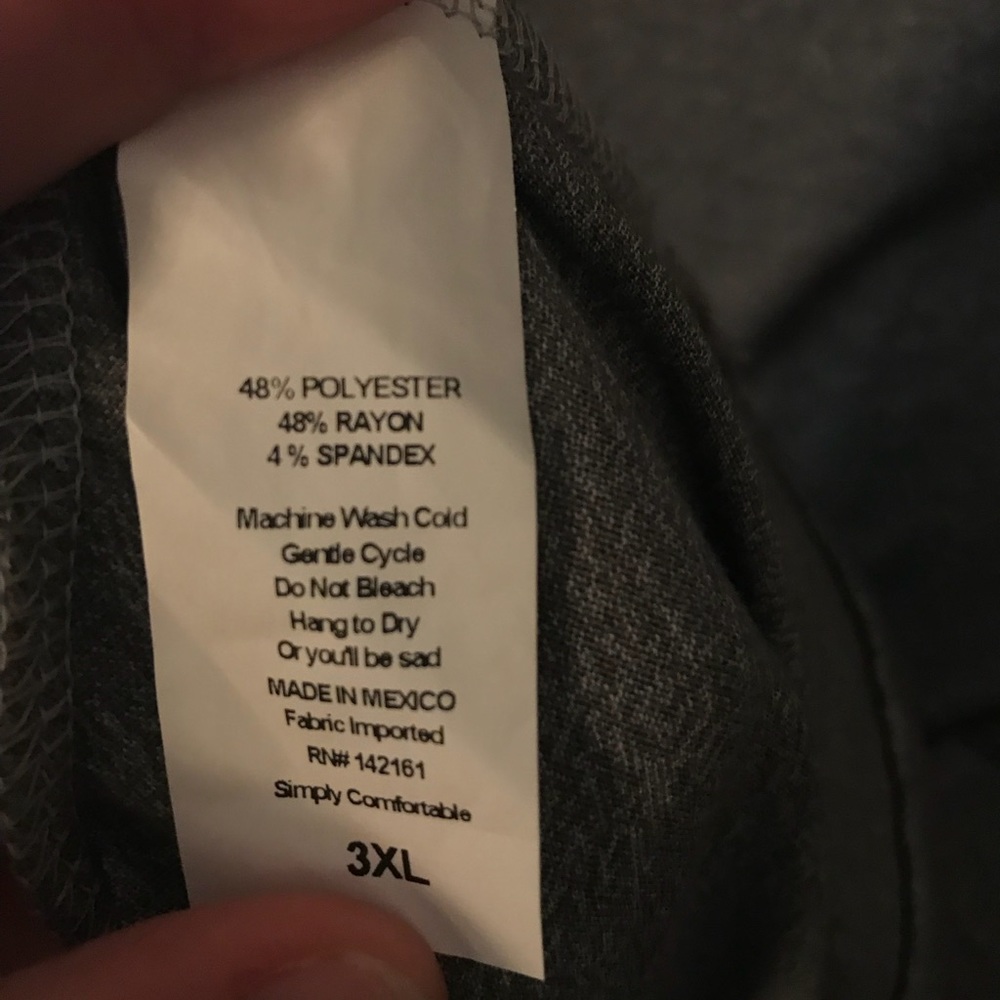 48% POLYESTER
48% RAYON
4% SPANDEX
Machine Wash Cold
Gentle Cycle
Do Not Bleach
Hang to Dry
Or you'll be sad
MADE IN MEXICO
Fabric Imported
RN# 142161
Simply Comfortable
3XL